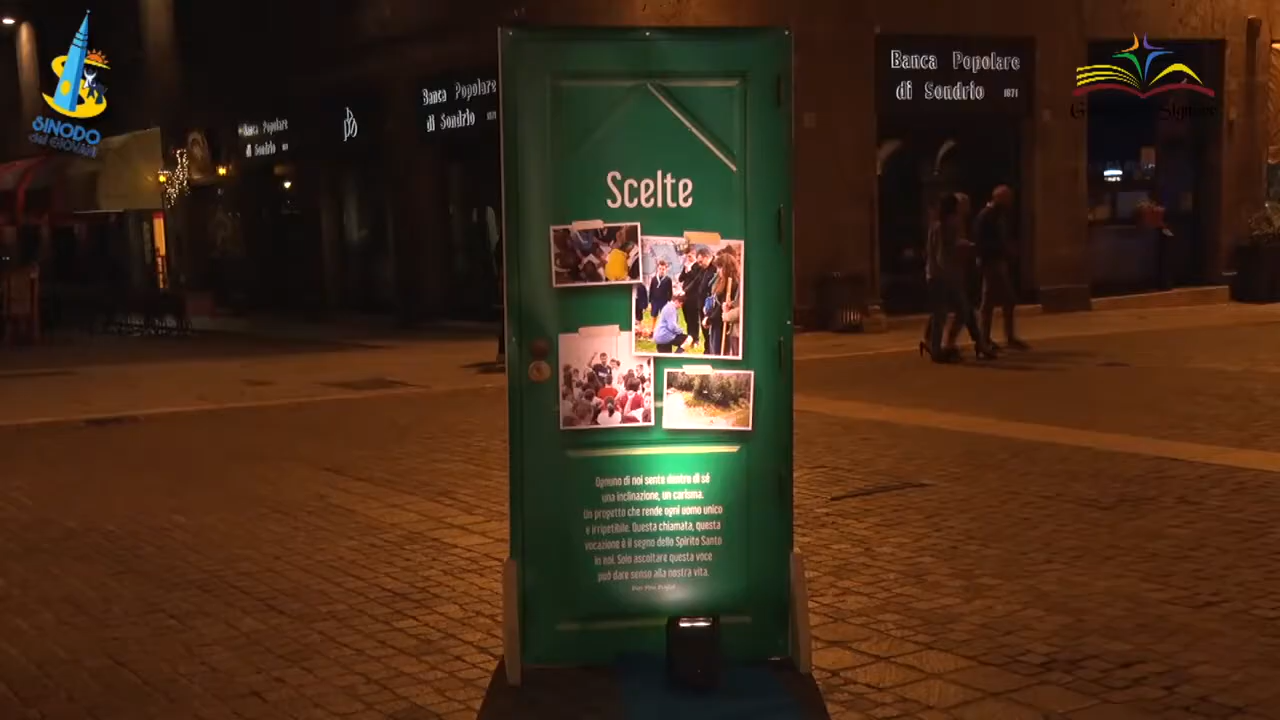 SINODO
dei GIOVANI
Banca Popolare
di Sondrio
Banca Popolare
di Sondrio
Banca Popolare
di Sondrio 1871
Scelte
Ognuno di noi sente dentro di sé
una inclinazione, un carisma.
Un progetto che rende ogni uomo unico
e irripetibile. Questa chiamata, questa
vocazione è il segno dello Spirito Santo
in noi. Solo ascoltare questa voce
può dare senso alla nostra vita.